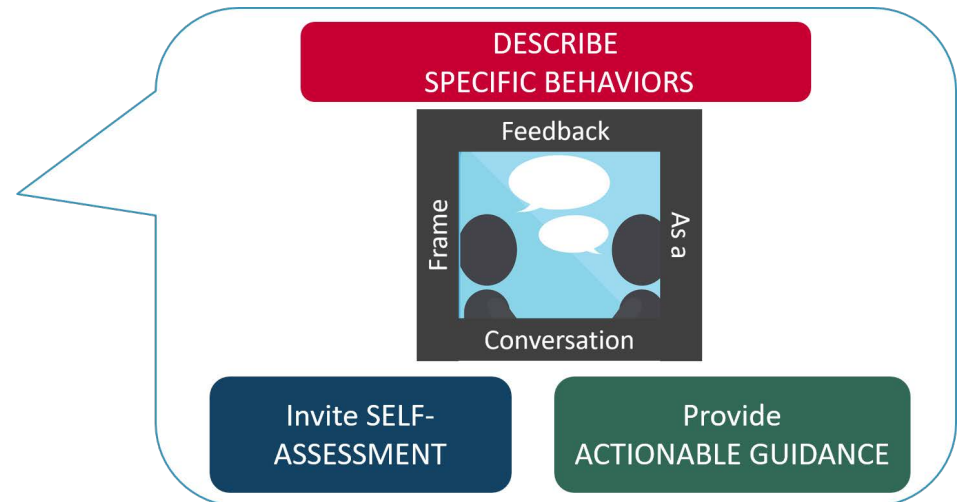 DESCRIBE
SPECIFIC BEHAVIORS
Frame
Feedback
As a
Conversation
Invite SELF-
ASSESSMENT
Provide
ACTIONABLE GUIDANCE